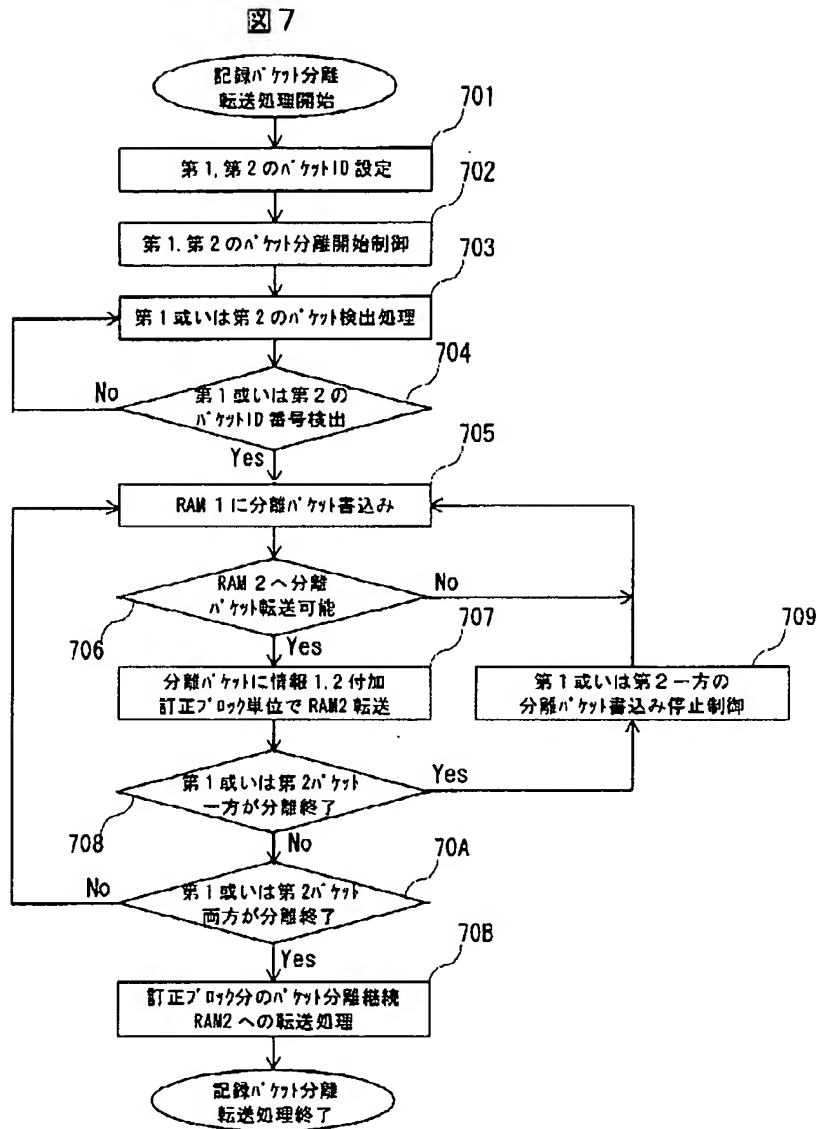 図7
記録パケット分離
転送処理開始
701
第1,第2のパケットID設定
702
第1,第2のパケット分離開始制御
703
第1或いは第2のパケット検出処理
704
No
第1或いは第2の
パケットID番号検出
Yes
705
RAM 1に分離パケット書込み
RAM 2へ分離
パケット転送可能
No
706
Yes
707
709
分離パケットに情報1,2付加
訂正ブロック単位でRAM2転送
第1或いは第2一方の
分離パケット書込み停止制御
第1或いは第2パケット
一方が分離終了
Yes
708
No
70A
No
第1或いは第2パケット
両方が分離終了
Yes
70B
訂正ブロック分のパケット分離継続
RAM2への転送処理
記録パケット分離
転送処理終了